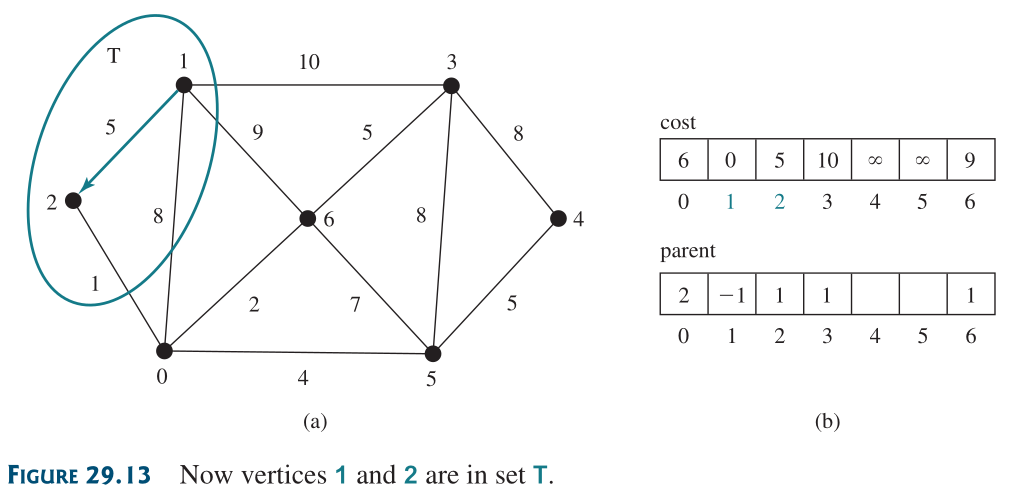 T
1
10
3
5
9
5
8
2
8
6
8
4
1
2
7
5
0
4
5
(a)
cost
6 0 5 10 ∞ ∞ 9
0 1 2 3 4 5 6
parent
2 −1 1 1 1
0 1 2 3 4 5 6
(b)
FIGURE 29.13 Now vertices 1 and 2 are in set T.